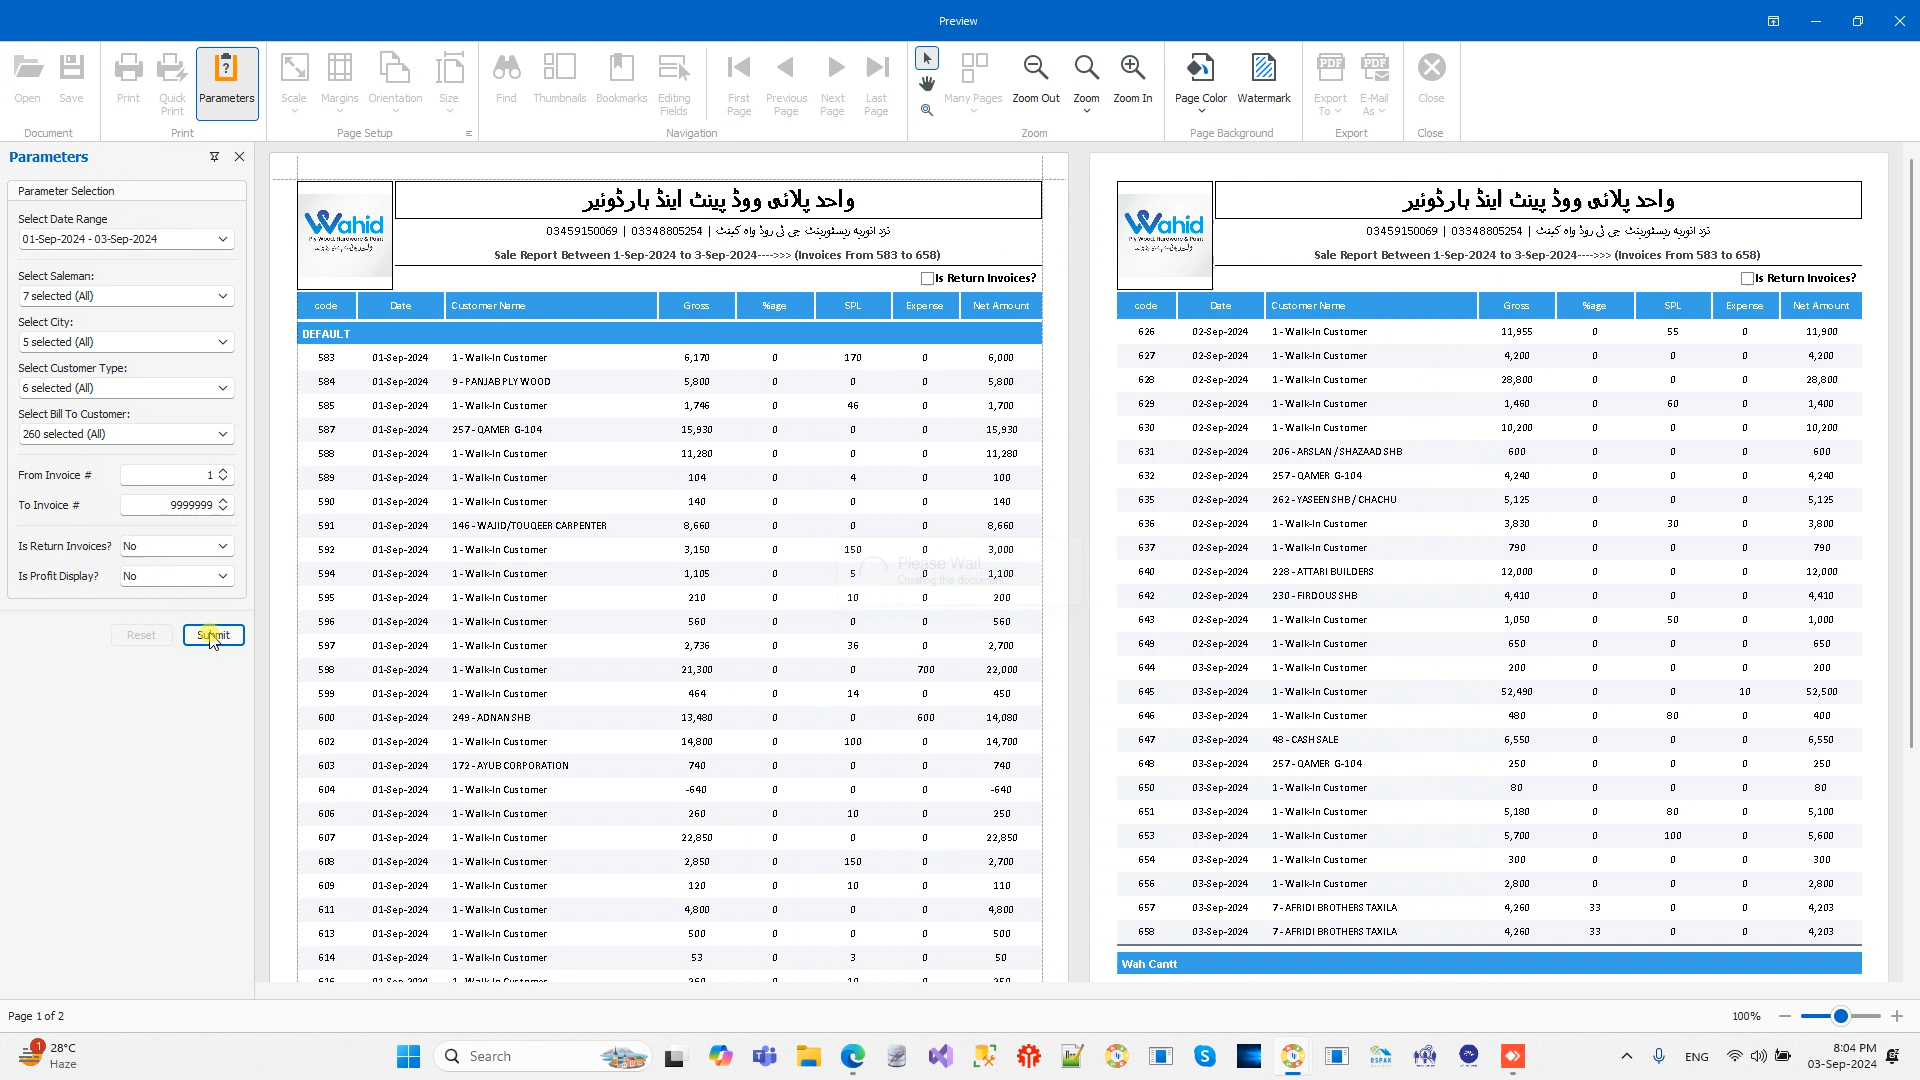 Preview
Open
Save
Print
Quick Print
Parameters
Scale
Margins
Orientation
Size
Find
Thumbnails
Bookmarks
Editing Fields
First Page
Previous Page
Next Page
Last Page
Many Pages
Zoom Out
Zoom
Zoom In
Page Color
Watermark
Export To
E-Mail As
Close
Document
Print
Page Setup
Navigation
Zoom
Page Background
Export
Close
Parameters
Parameter Selection
Select Date Range
01-Sep-2024 - 03-Sep-2024
Select Saleman:
7 selected (All)
Select City:
5 selected (All)
Select Customer Type:
6 selected (All)
Select Bill To Customer:
260 selected (All)
From Invoice # 1
To Invoice # 9999999
Is Return Invoices? No
Is Profit Display? No
Reset Submit
Wahid
Ply Wood, Hardware & Paint
واحد پلائی ووڈ پینٹ اینڈ ہارڈوئیر
03459150069 | 03348805254 | نزد انوریہ ریسٹورینٹ جی ٹی روڈ واہ کینٹ
Sale Report Between 1-Sep-2024 to 3-Sep-2024---->>> (Invoices From 583 to 658)
Is Return Invoices?
code Date Customer Name Gross %age SPL Expense Net Amount
DEFAULT
583 01-Sep-2024 1 - Walk-In Customer 6,170 0 170 0 6,000
584 01-Sep-2024 9 - PANJAB PLY WOOD 5,800 0 0 0 5,800
585 01-Sep-2024 1 - Walk-In Customer 1,746 0 46 0 1,700
587 01-Sep-2024 257 - QAMER G-104 15,930 0 0 0 15,930
588 01-Sep-2024 1 - Walk-In Customer 11,280 0 0 0 11,280
589 01-Sep-2024 1 - Walk-In Customer 104 0 4 0 100
590 01-Sep-2024 1 - Walk-In Customer 140 0 0 0 140
591 01-Sep-2024 146 - WAJID/TOUQEER CARPENTER 8,660 0 0 0 8,660
592 01-Sep-2024 1 - Walk-In Customer 3,150 0 150 0 3,000
594 01-Sep-2024 1 - Walk-In Customer 1,105 0 5 0 1,100
595 01-Sep-2024 1 - Walk-In Customer 210 0 10 0 200
596 01-Sep-2024 1 - Walk-In Customer 560 0 0 0 560
597 01-Sep-2024 1 - Walk-In Customer 2,736 0 36 0 2,700
598 01-Sep-2024 1 - Walk-In Customer 21,300 0 0 700 22,000
599 01-Sep-2024 1 - Walk-In Customer 464 0 14 0 450
600 01-Sep-2024 249 - ADNAN SHB 13,480 0 0 600 14,080
602 01-Sep-2024 1 - Walk-In Customer 14,800 0 100 0 14,700
603 01-Sep-2024 172 - AYUB CORPORATION 740 0 0 0 740
604 01-Sep-2024 1 - Walk-In Customer -640 0 0 0 -640
606 01-Sep-2024 1 - Walk-In Customer 260 0 10 0 250
607 01-Sep-2024 1 - Walk-In Customer 22,850 0 0 0 22,850
608 01-Sep-2024 1 - Walk-In Customer 2,850 0 150 0 2,700
609 01-Sep-2024 1 - Walk-In Customer 120 0 10 0 110
611 01-Sep-2024 1 - Walk-In Customer 4,800 0 0 0 4,800
613 01-Sep-2024 1 - Walk-In Customer 500 0 0 0 500
614 01-Sep-2024 1 - Walk-In Customer 53 0 3 0 50
Please Wait
Creating the document...
Wahid
Ply Wood, Hardware & Paint
واحد پلائی ووڈ پینٹ اینڈ ہارڈوئیر
03459150069 | 03348805254 | نزد انوریہ ریسٹورینٹ جی ٹی روڈ واہ کینٹ
Sale Report Between 1-Sep-2024 to 3-Sep-2024---->>> (Invoices From 583 to 658)
Is Return Invoices?
code Date Customer Name Gross %age SPL Expense Net Amount
626 02-Sep-2024 1 - Walk-In Customer 11,955 0 55 0 11,900
627 02-Sep-2024 1 - Walk-In Customer 4,200 0 0 0 4,200
628 02-Sep-2024 1 - Walk-In Customer 28,800 0 0 0 28,800
629 02-Sep-2024 1 - Walk-In Customer 1,460 0 60 0 1,400
630 02-Sep-2024 1 - Walk-In Customer 10,200 0 0 0 10,200
631 02-Sep-2024 206 - ARSLAN / SHAZAAD SHB 600 0 0 0 600
632 02-Sep-2024 257 - QAMER G-104 4,240 0 0 0 4,240
635 02-Sep-2024 262 - YASEEN SHB / CHACHU 5,125 0 0 0 5,125
636 02-Sep-2024 1 - Walk-In Customer 3,830 0 30 0 3,800
637 02-Sep-2024 1 - Walk-In Customer 790 0 0 0 790
640 02-Sep-2024 228 - ATTARI BUILDERS 12,000 0 0 0 12,000
642 02-Sep-2024 230 - FIRDOUS SHB 4,410 0 0 0 4,410
643 02-Sep-2024 1 - Walk-In Customer 1,050 0 50 0 1,000
649 02-Sep-2024 1 - Walk-In Customer 650 0 0 0 650
644 03-Sep-2024 1 - Walk-In Customer 200 0 0 0 200
645 03-Sep-2024 1 - Walk-In Customer 52,490 0 0 10 52,500
646 03-Sep-2024 1 - Walk-In Customer 480 0 80 0 400
647 03-Sep-2024 48 - CASH SALE 6,550 0 0 0 6,550
648 03-Sep-2024 257 - QAMER G-104 250 0 0 0 250
650 03-Sep-2024 1 - Walk-In Customer 80 0 0 0 80
651 03-Sep-2024 1 - Walk-In Customer 5,180 0 80 0 5,100
653 03-Sep-2024 1 - Walk-In Customer 5,700 0 100 0 5,600
654 03-Sep-2024 1 - Walk-In Customer 300 0 0 0 300
656 03-Sep-2024 1 - Walk-In Customer 2,800 0 0 0 2,800
657 03-Sep-2024 7 - AFRIDI BROTHERS TAXILA 4,260 33 0 0 4,203
658 03-Sep-2024 7 - AFRIDI BROTHERS TAXILA 4,260 33 0 0 4,203
Wah Cantt
Page 1 of 2
100%
1
28°C
Haze
Search
ENG
8:04 PM
03-Sep-2024